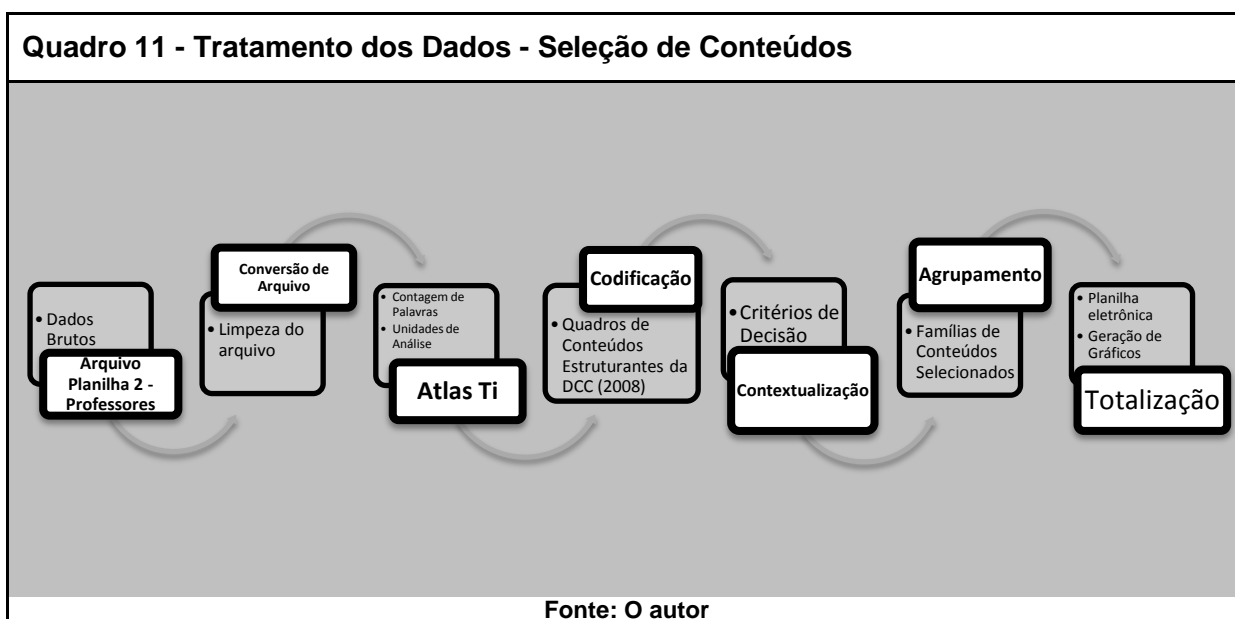 Quadro 11 - Tratamento dos Dados - Seleção de Conteúdos
• Dados
Brutos
Arquivo
Planilha 2 -
Professores
Conversão de
Arquivo
• Limpeza do
arquivo
• Contagem de
Palavras
• Unidades de
Análise
Atlas Ti
Codificação
• Quadros de
Conteúdos
Estruturantes da
DCC (2008)
• Critérios de
Decisão
Contextualização
Agrupamento
• Famílias de
Conteúdos
Selecionados
• Planilha
eletrônica
• Geração de
Gráficos
Totalização
Fonte: O autor